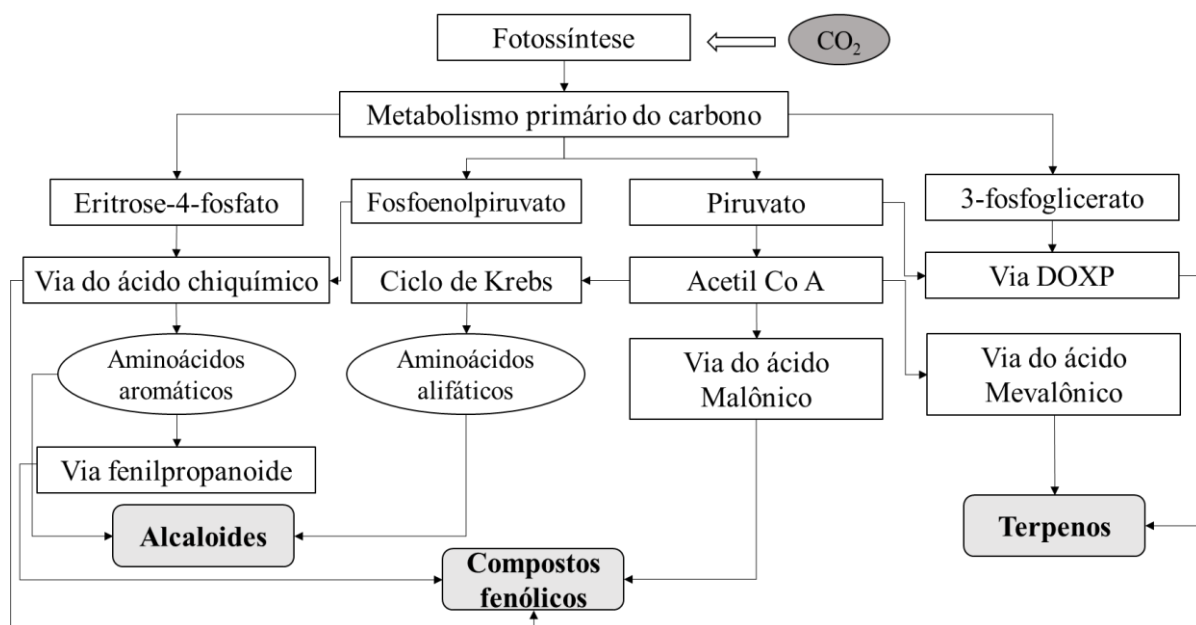 Fotossíntese
CO₂
Metabolismo primário do carbono
Eritrose-4-fosfato
Fosfoenolpiruvato
Piruvato
3-fosfoglicerato
Via do ácido chiquímico
Ciclo de Krebs
Acetil Co A
Via DOXP
Aminoácidos
aromáticos
Aminoácidos
alifáticos
Via do ácido
Malônico
Via do ácido
Mevalônico
Via fenilpropanoide
Alcaloides
Terpenos
Compostos
fenólicos